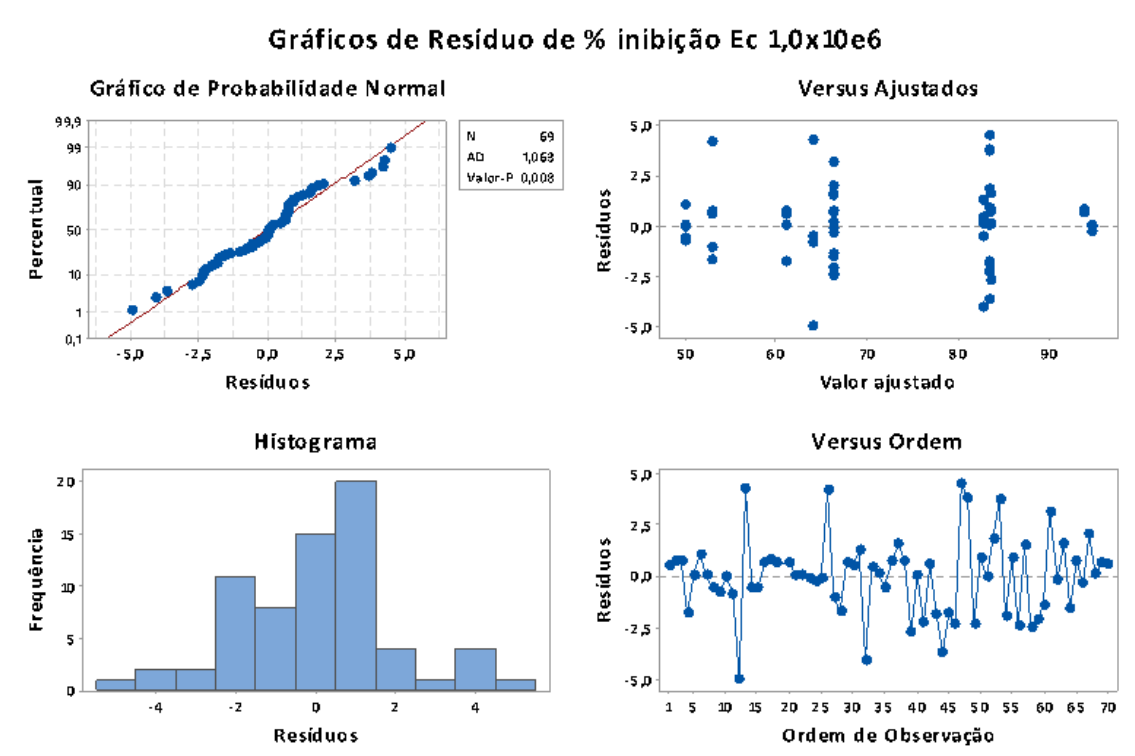 Gráficos de Resíduo de % inibição Ec 1,0x10e6
Gráfico de Probabilidade Normal
99,9
99
90
50
10
1
0,1
Percentual
-5,0 -2,5 0,0 2,5 5,0
Resíduos
N 69
AD 1,063
Valor-P 0,008
Versus Ajustados
5,0
2,5
0,0
-2,5
-5,0
Resíduos
50 60 70 80 90
Valor ajustado
Histograma
20
15
10
5
0
Frequência
-4 -2 0 2 4
Resíduos
Versus Ordem
5,0
2,5
0,0
-2,5
-5,0
Resíduos
1 5 10 15 20 25 30 35 40 45 50 55 60 65 70
Ordem de Observação